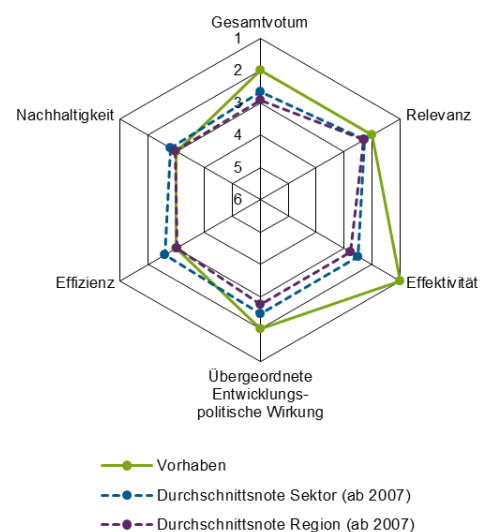 Gesamtvotum
1
2
3
4
5
6
Nachhaltigkeit
Relevanz
Effizienz
Effektivität
Übergeordnete
Entwicklungs-
politische Wirkung
Vorhaben
Durchschnittsnote Sektor (ab 2007)
Durchschnittsnote Region (ab 2007)